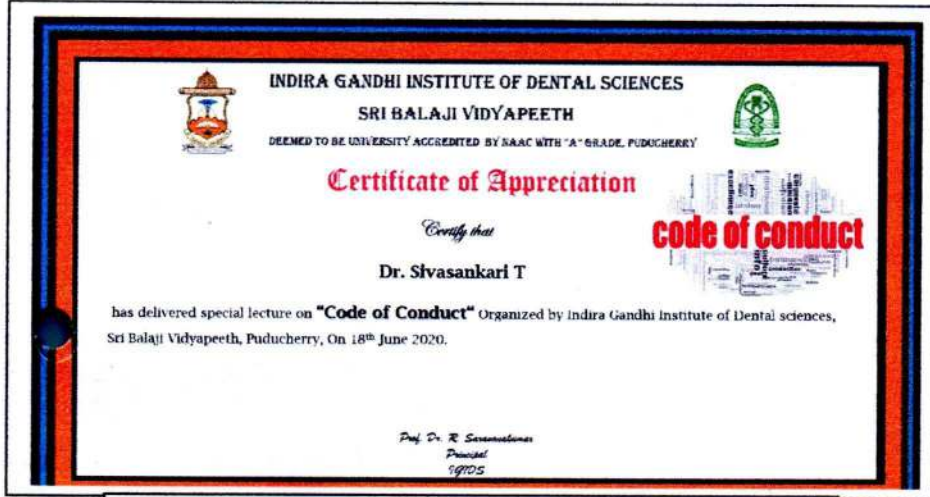 INDIRA GANDHI INSTITUTE OF DENTAL SCIENCES
SRI BALAJI VIDYAPEETH
DEEMED TO BE UNIVERSITY ACCREDITED BY NAAC WITH "A" GRADE, PUDUCHERRY
Certificate of Appreciation
Certify that
code of conduct
Dr. Sivasankari T
has delivered special lecture on "Code of Conduct" Organized by Indira Gandhi Institute of Dental sciences,
Sri Balaji Vidyapeeth, Puducherry, On 18th June 2020.
Prof. Dr. R Saravanakumar
Principal
IGIDS